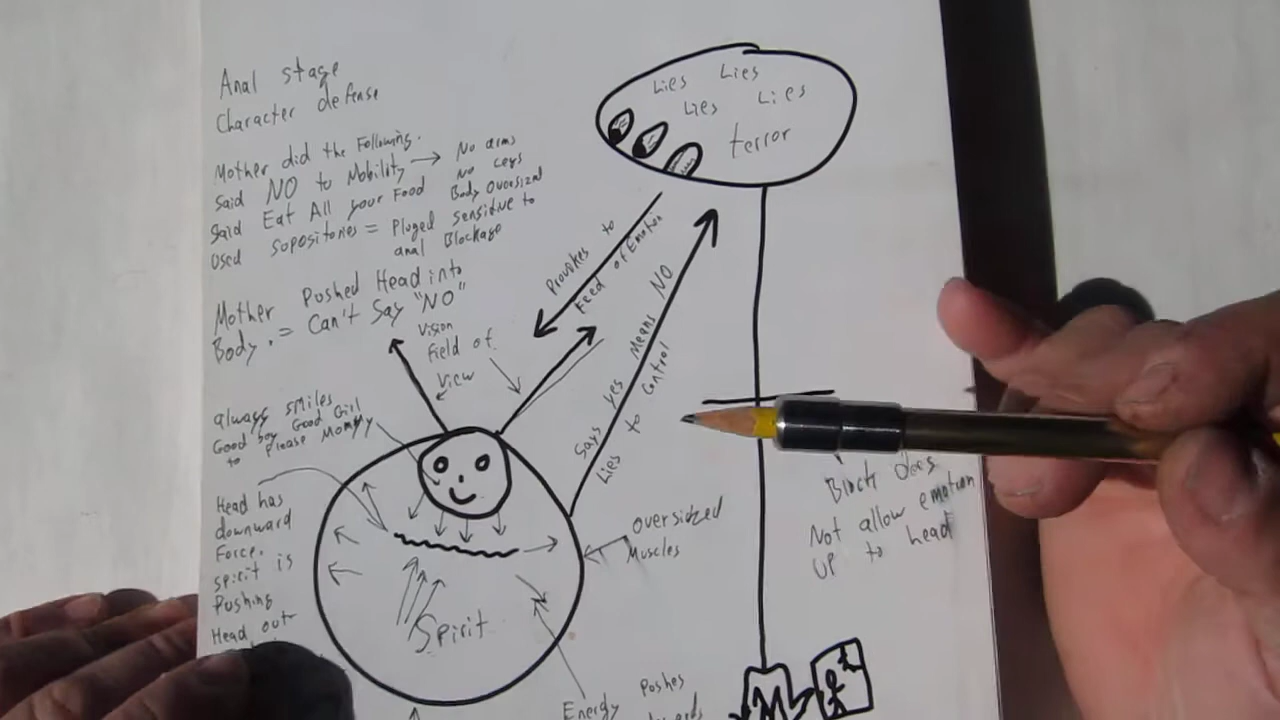 Anal stage
Character defense
Mother did the Following.
Said NO to Mobility → No arms
No Legs
Said Eat All your Food Body Oversized
Used Sopositories = Pluged sensitive to
anal Blockage
Mother Poshed Head into
Body. = Can't Say "NO"
Vision
Field of
View
always smiles
Good boy Good Girl
to Please Mommy
Head has
downward
Force.
Spirit is
Pushing
Head out
Spirit
Lies Lies
Lies Lies
terror
Provokes to
Feed of Emotion
Says yes Means NO
Lies to Control
oversized
Muscles
Energy Poshes
Block does
Not allow emotion
UP to head
M